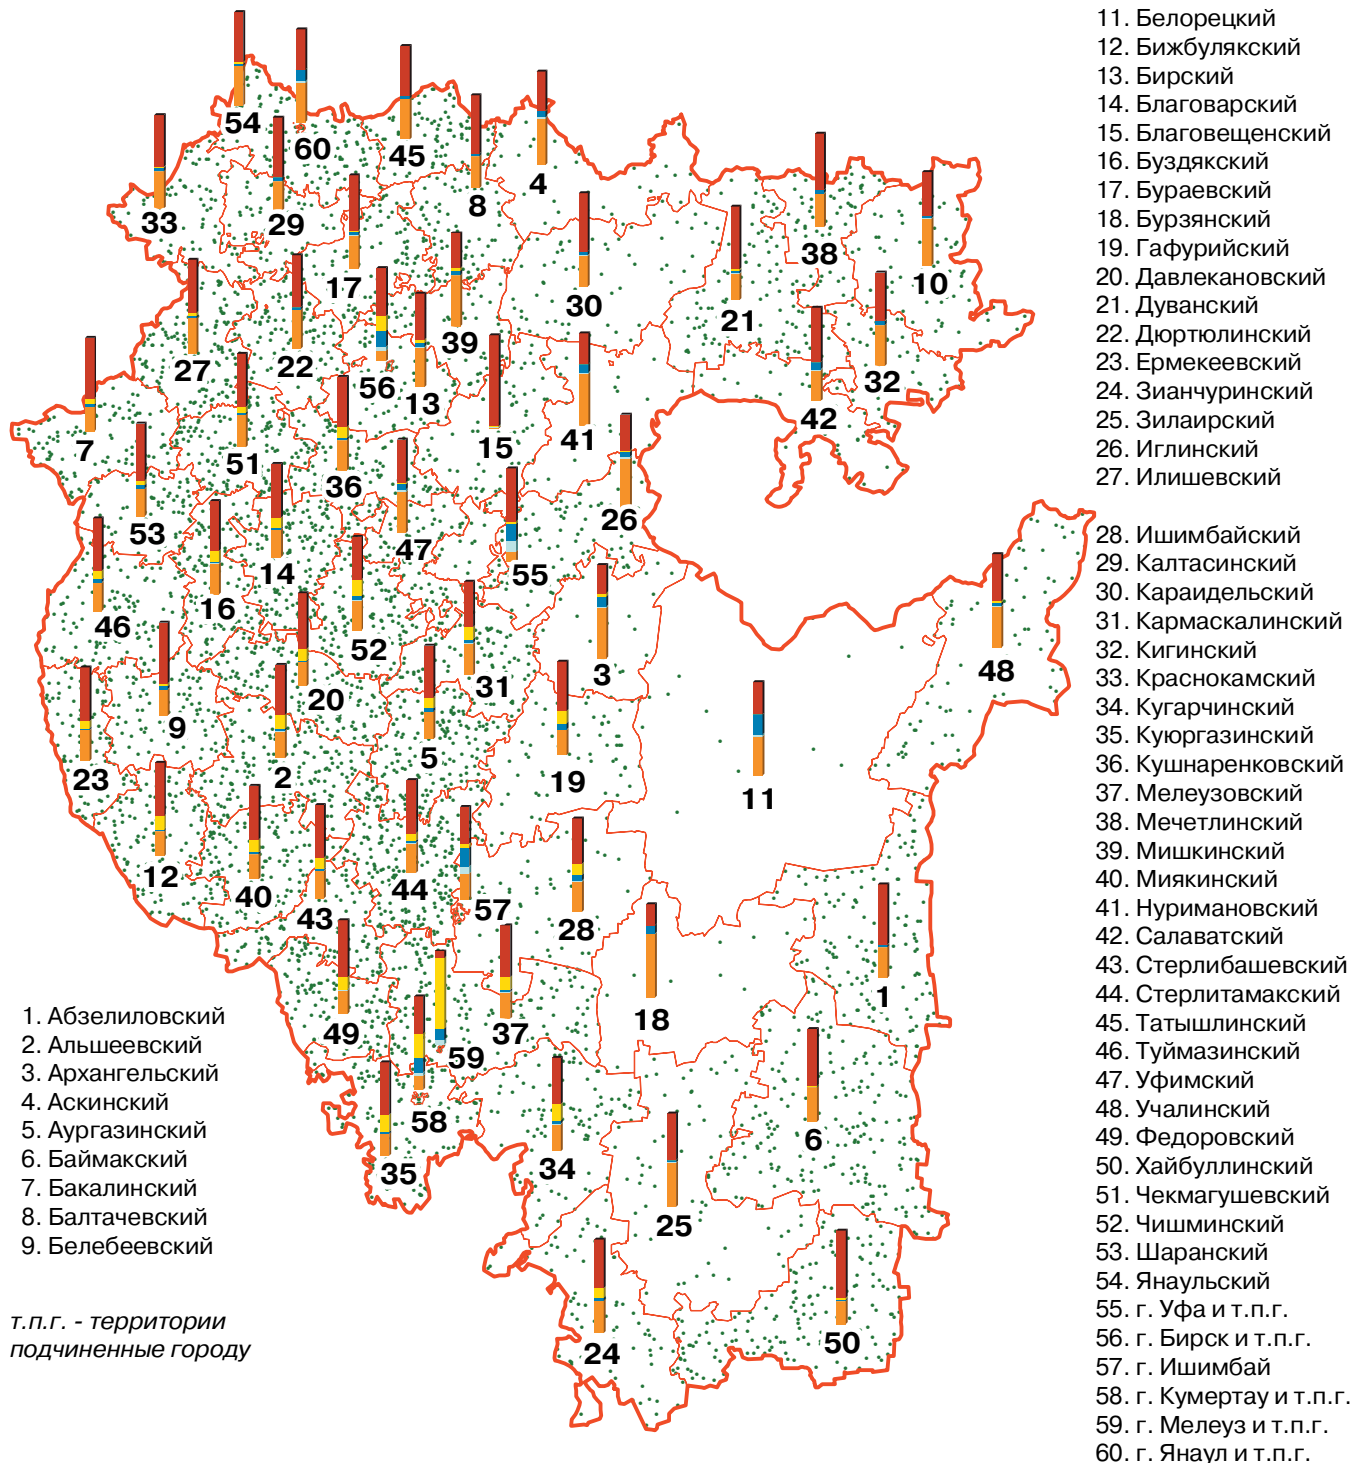 54
60
45
8
4
33
29
17
38
10
30
21
39
27
22
56
13
32
42
7
51
36
15
41
53
14
47
26
46
16
55
52
20
31
3
48
9
5
23
2
19
11
12
40
43
44
57
28
49
37
18
1
59
58
35
34
6
25
24
50
1. Абзелиловский
2. Альшеевский
3. Архангельский
4. Аскинский
5. Аургазинский
6. Баймакский
7. Бакалинский
8. Балтачевский
9. Белебеевский
т.п.г. - территории
подчиненные городу
11. Белорецкий
12. Бижбулякский
13. Бирский
14. Благоварский
15. Благовещенский
16. Буздякский
17. Бураевский
18. Бурзянский
19. Гафурийский
20. Давлекановский
21. Дуванский
22. Дюртюлинский
23. Ермекеевский
24. Зианчуринский
25. Зилаирский
26. Иглинский
27. Илишевский
28. Ишимбайский
29. Калтасинский
30. Караидельский
31. Кармаскалинский
32. Кигинский
33. Краснокамский
34. Кугарчинский
35. Куюргазинский
36. Кушнаренковский
37. Мелеузовский
38. Мечетлинский
39. Мишкинский
40. Миякинский
41. Нуримановский
42. Салаватский
43. Стерлибашевский
44. Стерлитамакский
45. Татышлинский
46. Туймазинский
47. Уфимский
48. Учалинский
49. Федоровский
50. Хайбуллинский
51. Чекмагушевский
52. Чишминский
53. Шаранский
54. Янаульский
55. г. Уфа и т.п.г.
56. г. Бирск и т.п.г.
57. г. Ишимбай
58. г. Кумертау и т.п.г.
59. г. Мелеуз и т.п.г.
60. г. Янаул и т.п.г.